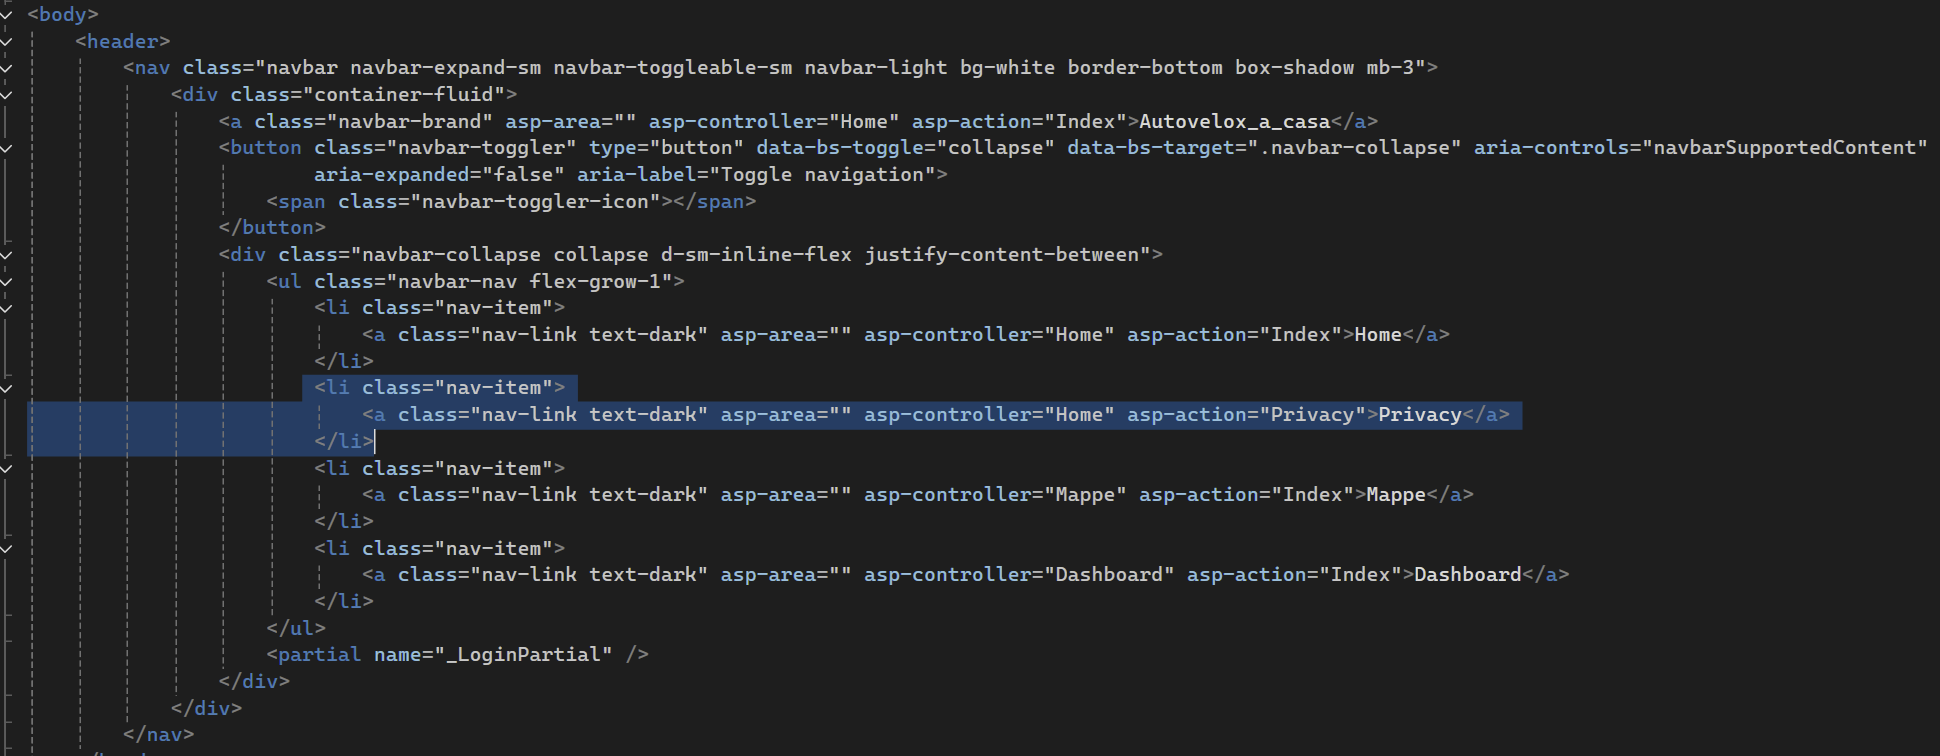 <body>
<header>
<nav class="navbar navbar-expand-sm navbar-toggleable-sm navbar-light bg-white border-bottom box-shadow mb-3">
<div class="container-fluid">
<a class="navbar-brand" asp-area="" asp-controller="Home" asp-action="Index">Autovelox_a_casa</a>
<button class="navbar-toggler" type="button" data-bs-toggle="collapse" data-bs-target=".navbar-collapse" aria-controls="navbarSupportedContent"
aria-expanded="false" aria-label="Toggle navigation">
<span class="navbar-toggler-icon"></span>
</button>
<div class="navbar-collapse collapse d-sm-inline-flex justify-content-between">
<ul class="navbar-nav flex-grow-1">
<li class="nav-item">
<a class="nav-link text-dark" asp-area="" asp-controller="Home" asp-action="Index">Home</a>
</li>
<li class="nav-item">
<a class="nav-link text-dark" asp-area="" asp-controller="Home" asp-action="Privacy">Privacy</a>
</li>
<li class="nav-item">
<a class="nav-link text-dark" asp-area="" asp-controller="Mappe" asp-action="Index">Mappe</a>
</li>
<li class="nav-item">
<a class="nav-link text-dark" asp-area="" asp-controller="Dashboard" asp-action="Index">Dashboard</a>
</li>
</ul>
<partial name="_LoginPartial" />
</div>
</div>
</nav>